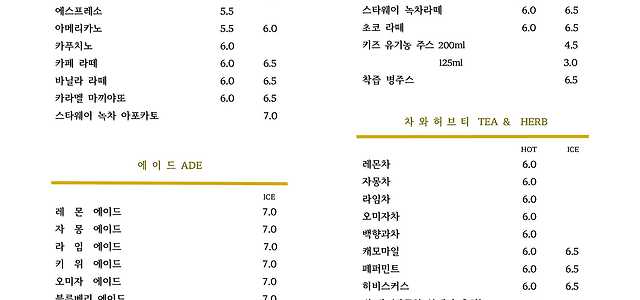 에스프레소 5.5
아메리카노 5.5 6.0
카푸치노 6.0
카페 라떼 6.0 6.5
바닐라 라떼 6.0 6.5
카라멜 마끼야또 6.0 6.5
스타웨이 녹차 아포카토 7.0
에 이 드 ADE
ICE
레 몬 에이드 7.0
자 몽 에이드 7.0
라 임 에이드 7.0
키 위 에이드 7.0
오미자 에이드 7.0
블루베리 에이드 7.0
스타웨이 녹차라떼 6.0 6.5
초코 라떼 6.0 6.5
키즈 유기농 주스 200ml 4.5
125ml 3.0
착즙 병주스 6.5
차 와 허 브 티 TEA & HERB
HOT ICE
레몬차 6.0
자몽차 6.0
라임차 6.0
오미자차 6.0
백향과차 6.0
캐모마일 6.0 6.5
페퍼민트 6.0 6.5
히비스커스 6.0 6.5